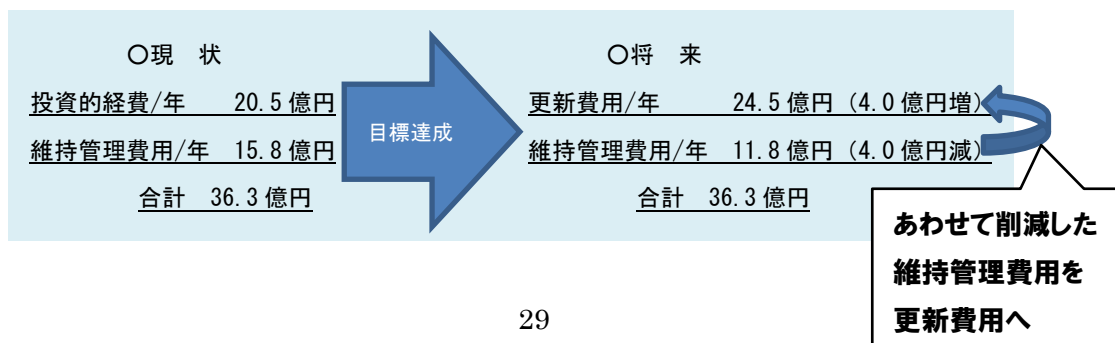 〇現　状
投資的経費/年　20.5億円
維持管理費用/年　15.8億円
合計　36.3億円
目標達成
〇将　来
更新費用/年　24.5億円（4.0億円増）
維持管理費用/年　11.8億円（4.0億円減）
合計　36.3億円
あわせて削減した
維持管理費用を
更新費用へ
29